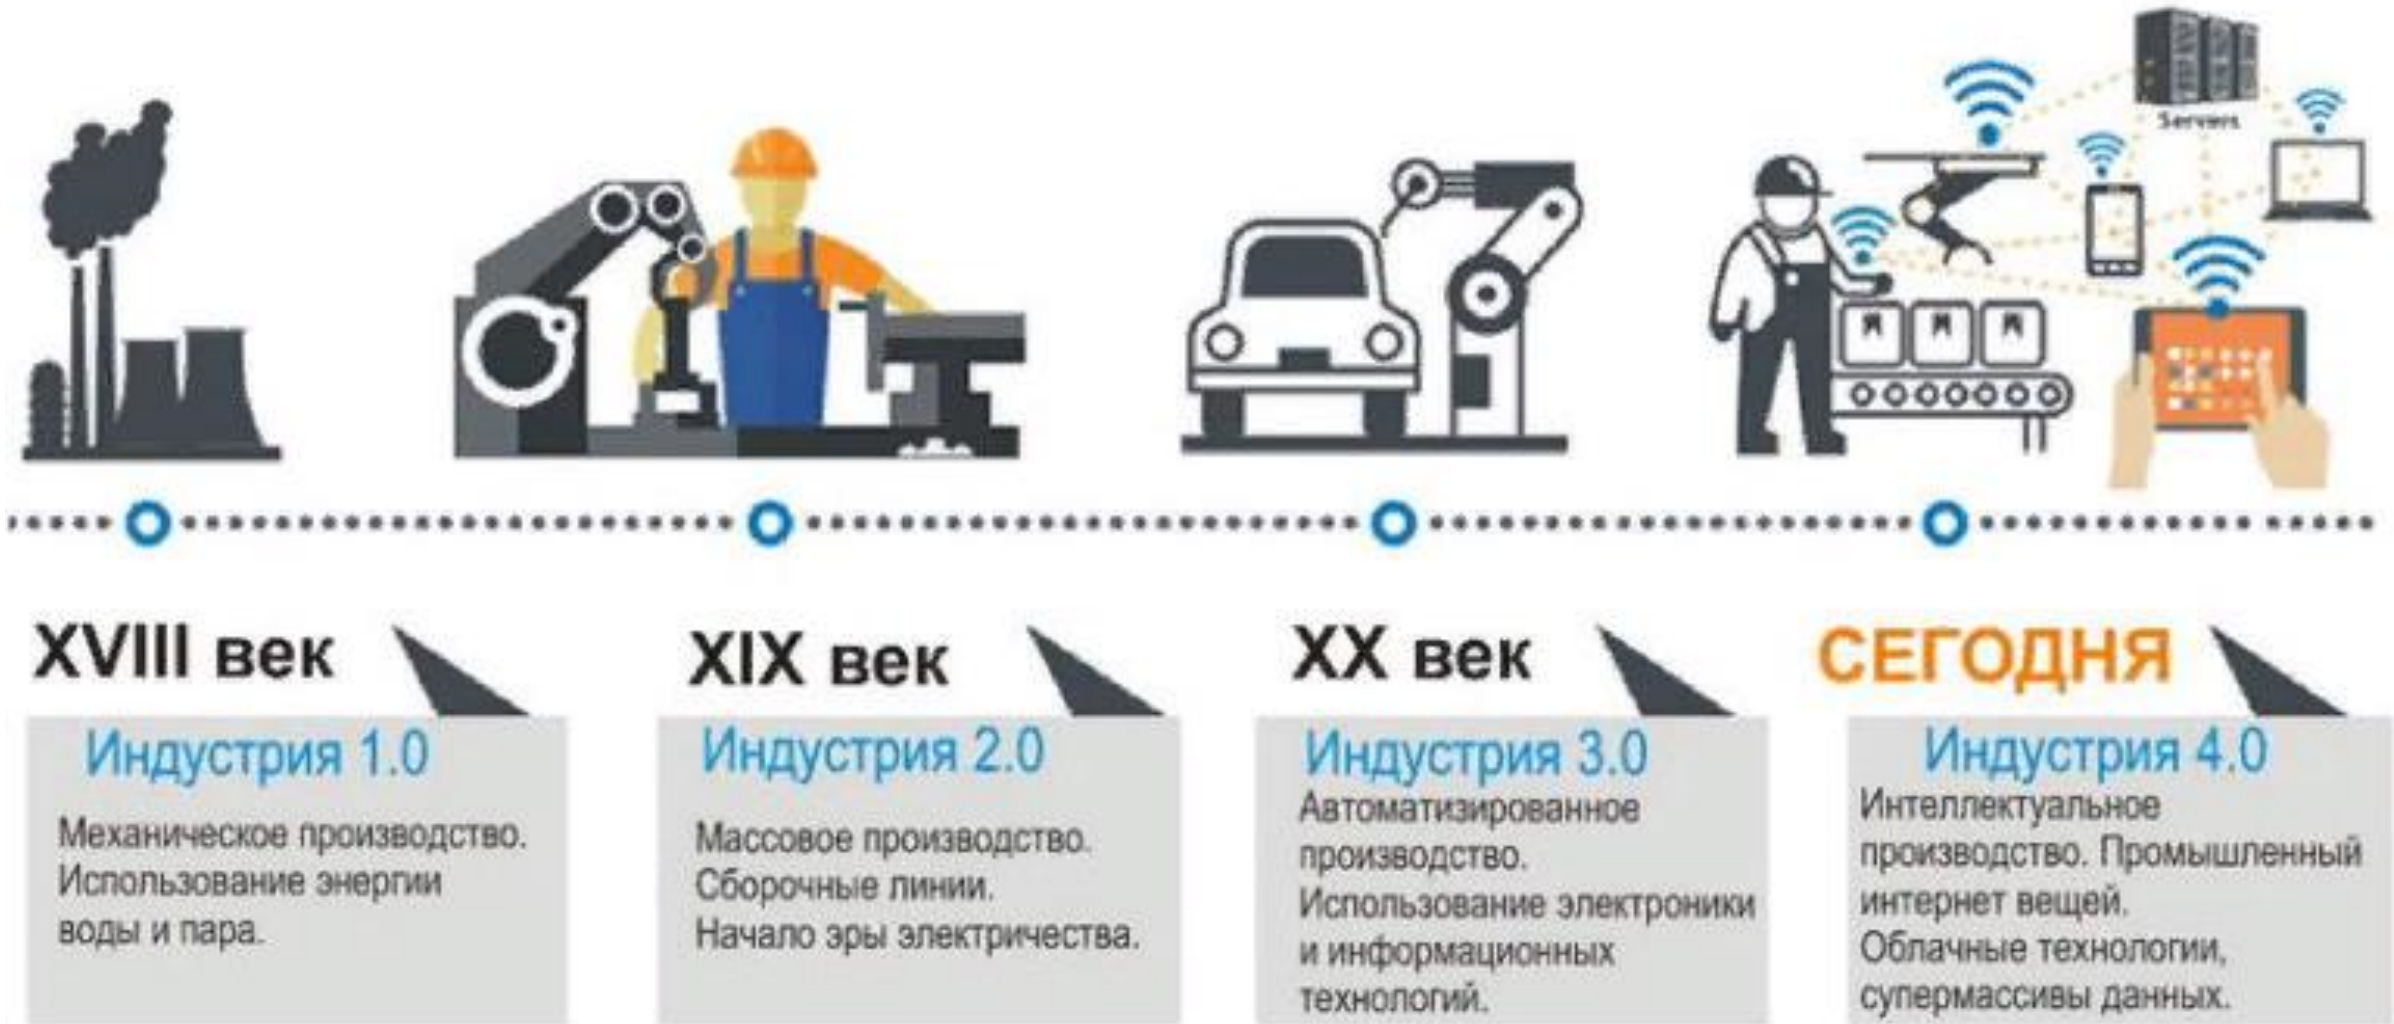 Servers
XVIII век
Индустрия 1.0
Механическое производство.
Использование энергии
воды и пара.
XIX век
Индустрия 2.0
Массовое производство.
Сборочные линии.
Начало эры электричества.
XX век
Индустрия 3.0
Автоматизированное
производство.
Использование электроники
и информационных
технологий.
СЕГОДНЯ
Индустрия 4.0
Интеллектуальное
производство. Промышленный
интернет вещей.
Облачные технологии,
супермассивы данных.